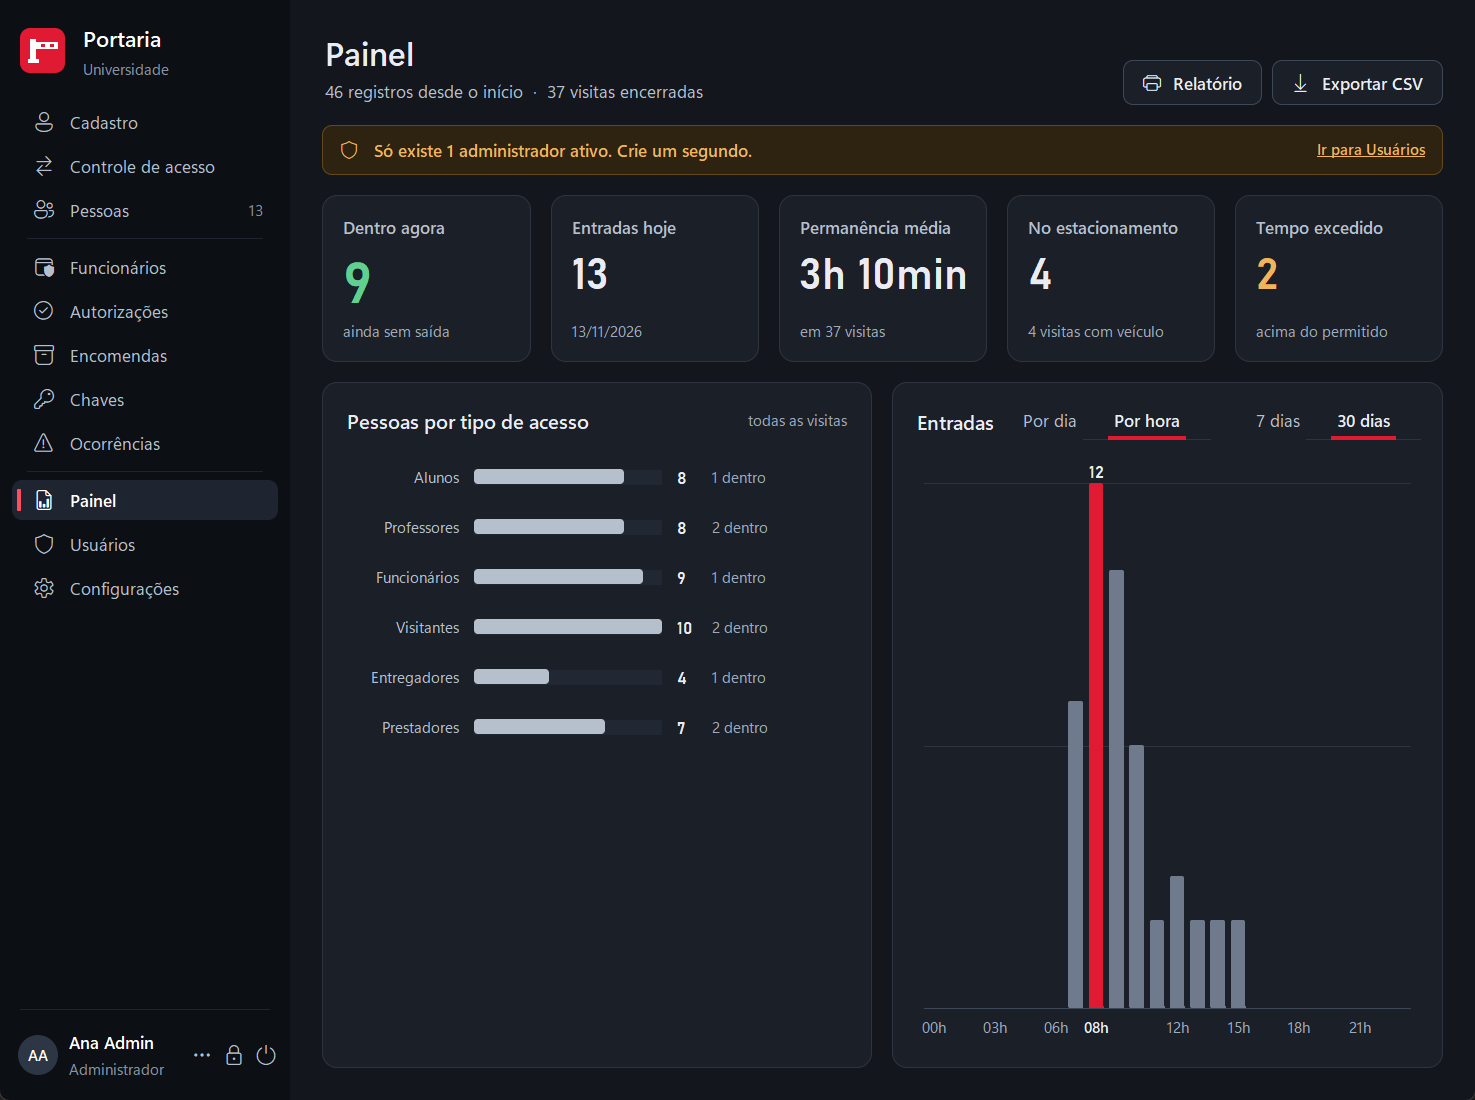 Portaria
Universidade
Cadastro
Controle de acesso
Pessoas 13
Funcionários
Autorizações
Encomendas
Chaves
Ocorrências
Painel
Usuários
Configurações
AA
Ana Admin
Administrador
Painel
46 registros desde o início · 37 visitas encerradas
Relatório
Exportar CSV
Só existe 1 administrador ativo. Crie um segundo.
Ir para Usuários
Dentro agora
9
ainda sem saída
Entradas hoje
13
13/11/2026
Permanência média
3h 10min
em 37 visitas
No estacionamento
4
4 visitas com veículo
Tempo excedido
2
acima do permitido
Pessoas por tipo de acesso
todas as visitas
Alunos 8 1 dentro
Professores 8 2 dentro
Funcionários 9 1 dentro
Visitantes 10 2 dentro
Entregadores 4 1 dentro
Prestadores 7 2 dentro
Entradas
Por dia
Por hora
7 dias
30 dias
12
00h 03h 06h 08h 12h 15h 18h 21h